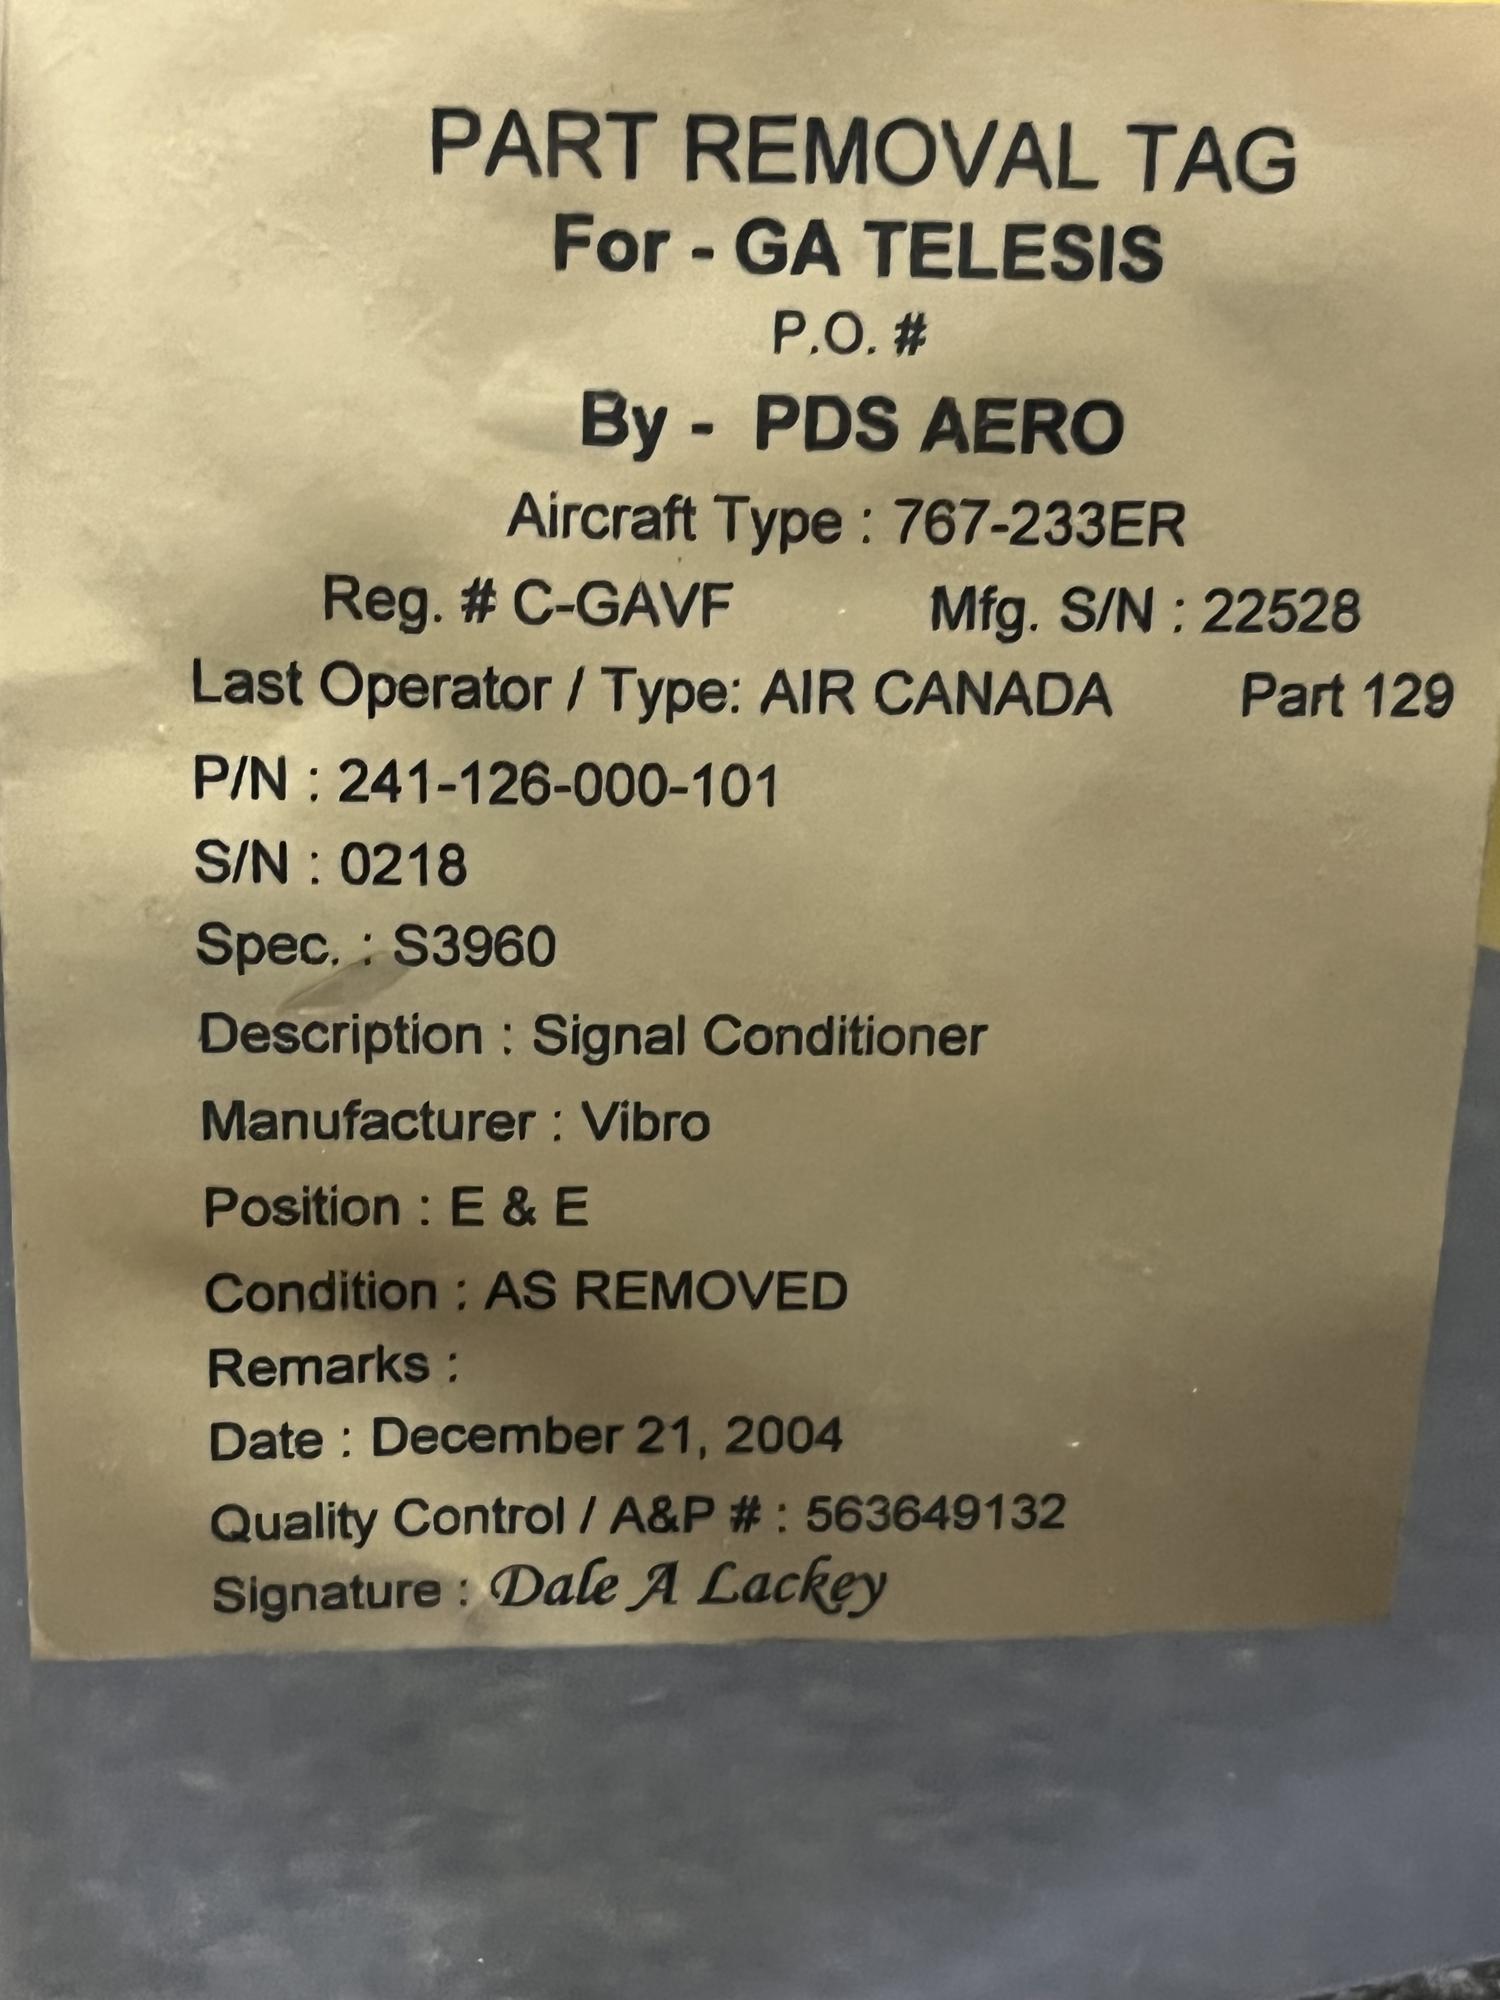 PART REMOVAL TAG
For - GA TELESIS
P.O. #
By - PDS AERO
Aircraft Type : 767-233ER
Reg. # C-GAVF Mfg. S/N : 22528
Last Operator / Type: AIR CANADA Part 129
P/N : 241-126-000-101
S/N : 0218
Spec. : S3960
Description : Signal Conditioner
Manufacturer : Vibro
Position : E & E
Condition : AS REMOVED
Remarks :
Date : December 21, 2004
Quality Control / A&P # : 563649132
Signature : Dale A Lackey